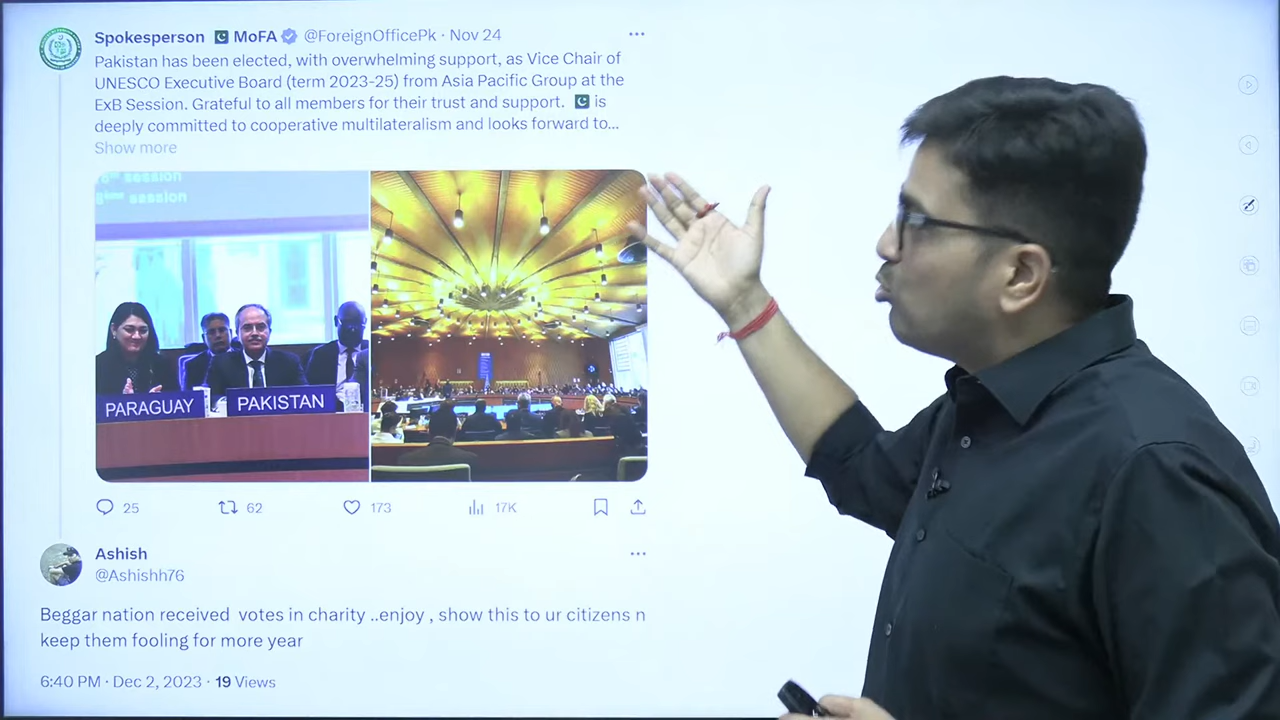 Spokesperson 🇵🇰 MoFA @ForeignOfficePk · Nov 24
Pakistan has been elected, with overwhelming support, as Vice Chair of
UNESCO Executive Board (term 2023-25) from Asia Pacific Group at the
ExB Session. Grateful to all members for their trust and support. 🇵🇰 is
deeply committed to cooperative multilateralism and looks forward to...
Show more
session
session
PARAGUAY
PAKISTAN
25 62 173 17K
Ashish
@Ashishh76
Beggar nation received votes in charity ..enjoy , show this to ur citizens n
keep them fooling for more year
6:40 PM · Dec 2, 2023 · 19 Views